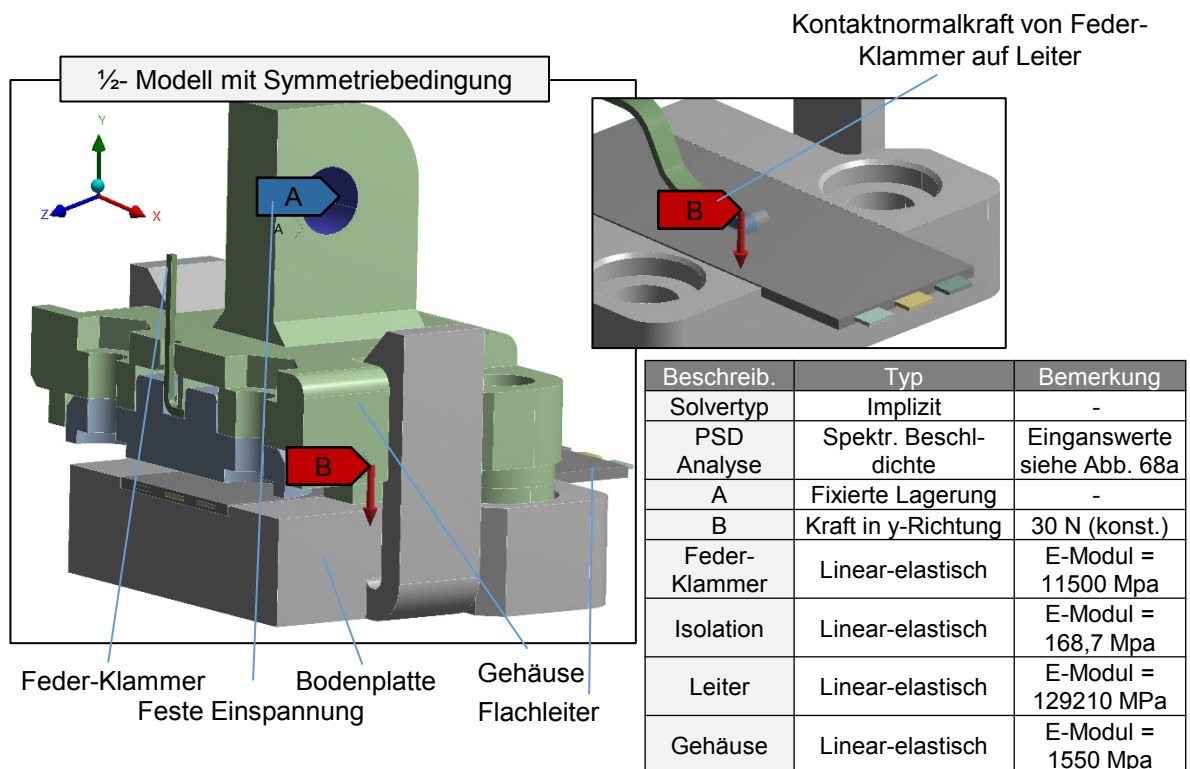 Kontaktnormalkraft von Feder-
Klammer auf Leiter
½- Modell mit Symmetriebedingung
Y
Z
X
A
A
B
B
Feder-Klammer
Feste Einspannung
Bodenplatte
Gehäuse
Flachleiter
Beschreib. Typ Bemerkung
Solvertyp Implizit -
PSD Spektr. Beschl- Einganswerte
Analyse dichte siehe Abb. 68a
A Fixierte Lagerung -
B Kraft in y-Richtung 30 N (konst.)
Feder- E-Modul =
Klammer Linear-elastisch 11500 Mpa
Isolation Linear-elastisch E-Modul =
168,7 Mpa
Leiter Linear-elastisch E-Modul =
129210 MPa
Gehäuse Linear-elastisch E-Modul =
1550 Mpa